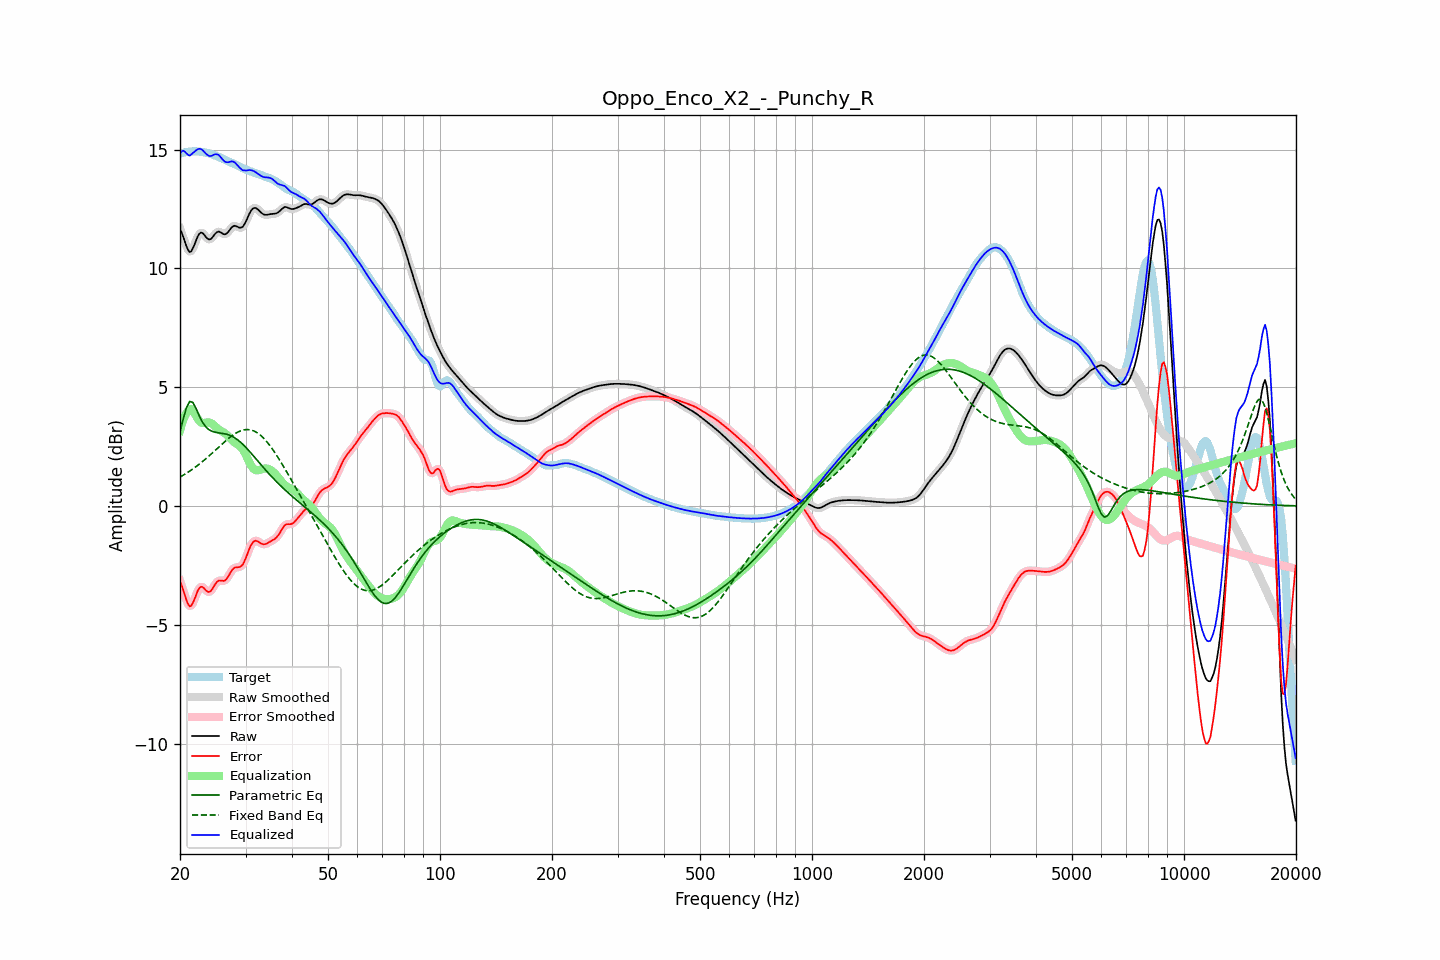 Oppo_Enco_X2_-_Punchy_R
Amplitude (dBr)
15
10
5
0
−5
−10
Target
Raw Smoothed
Error Smoothed
Raw
Error
Equalization
Parametric Eq
Fixed Band Eq
Equalized
20 50 100 200 500 1000 2000 5000 10000 20000
Frequency (Hz)